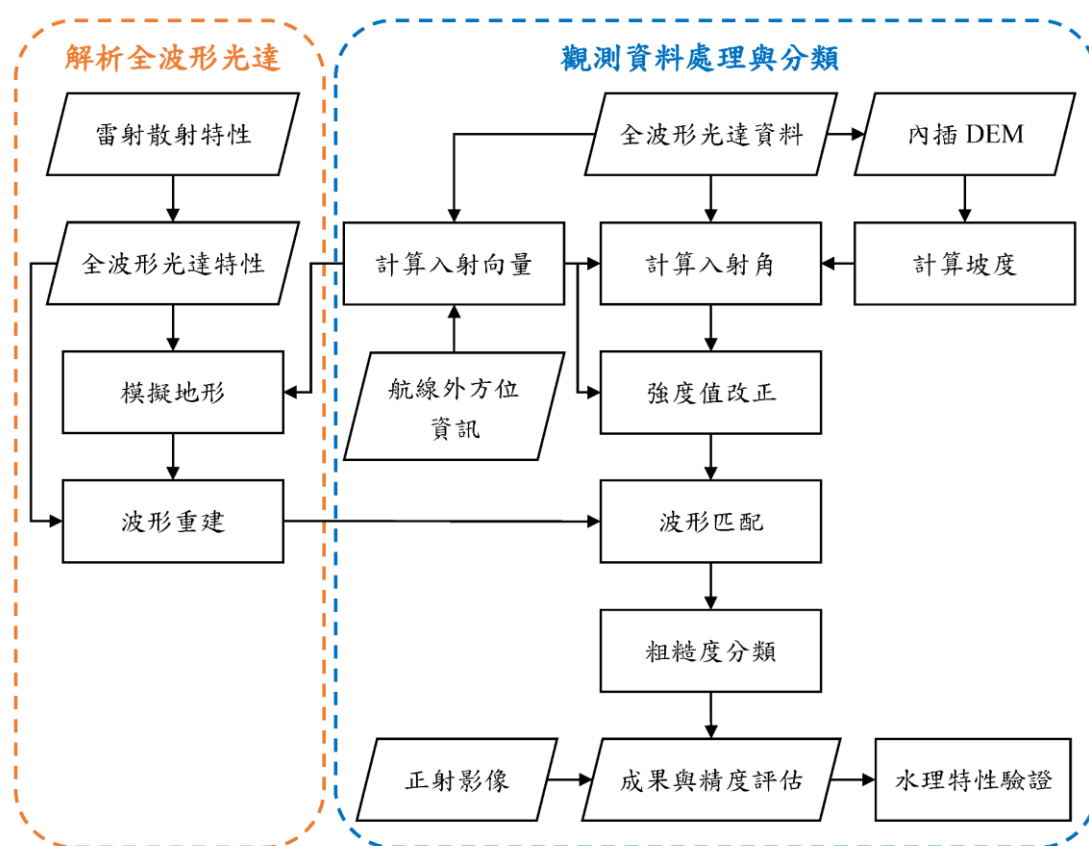 解析全波形光達
觀測資料處理與分類
雷射散射特性
全波形光達資料
內插 DEM
全波形光達特性
計算入射向量
計算入射角
計算坡度
模擬地形
航線外方位
資訊
強度值改正
波形重建
波形匹配
粗糙度分類
正射影像
成果與精度評估
水理特性驗證